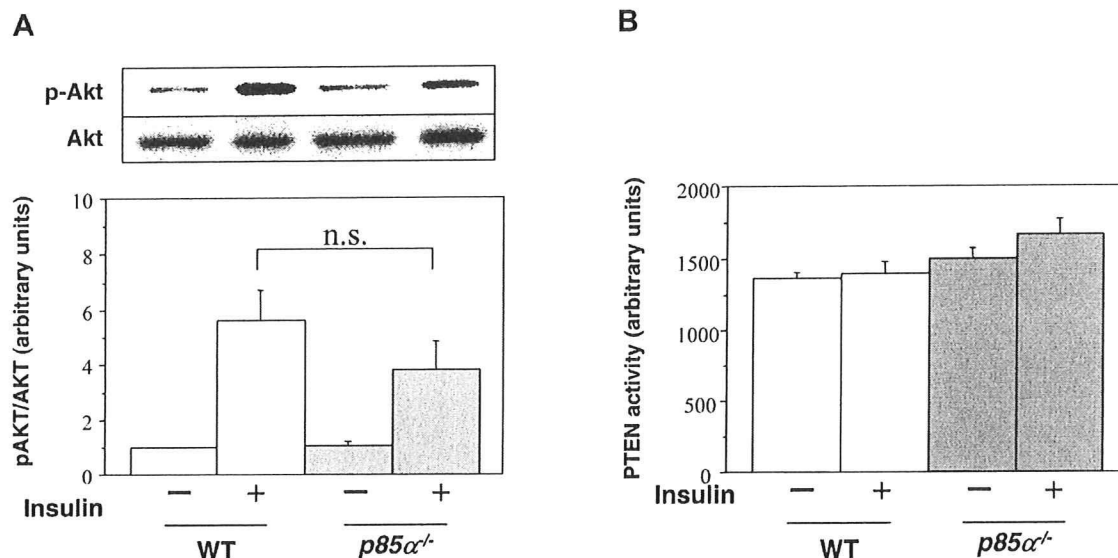 A
p-Akt
Akt
pAKT/AKT (arbitrary units)
10
8
6
4
2
0
n.s.
Insulin − + − +
WT p85α-/-
B
PTEN activity (arbitrary units)
2000
1500
1000
500
0
Insulin − + − +
WT p85α-/-